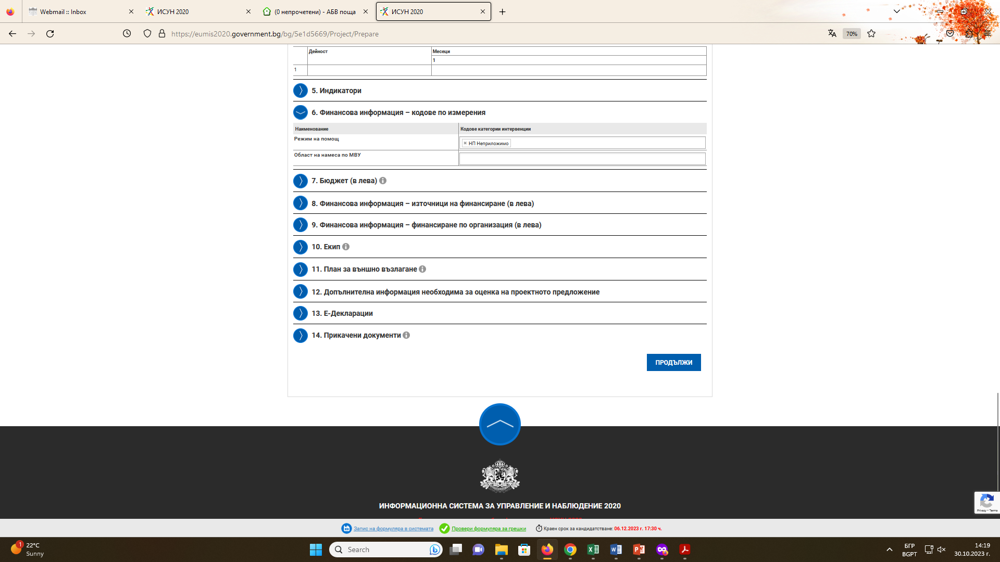 Webmail :: Inbox
ИСУН 2020
(0 непрочетени) - АБВ поща
ИСУН 2020
https://eumis2020.government.bg/bg/5e1d5669/Project/Prepare
70%
Дейност
Месеци
1
1
5. Индикатори
6. Финансова информация – кодове по измерения
Наименование
Кодове категории интервенции
Режим на помощ
× НП Неприложимо
Област на намеса по МВУ
7. Бюджет (в лева)
8. Финансова информация – източници на финансиране (в лева)
9. Финансова информация – финансиране по организация (в лева)
10. Екип
11. План за външно възлагане
12. Допълнителна информация необходима за оценка на проектното предложение
13. Е-Декларации
14. Прикачени документи
ПРОДЪЛЖИ
ИНФОРМАЦИОННА СИСТЕМА ЗА УПРАВЛЕНИЕ И НАБЛЮДЕНИЕ 2020
Privacy - Terms
Запис на формуляра в системата
Провери формуляра за грешки
Краен срок за кандидатстване: 06.12.2023 г. 17:30 ч.
1
22°C
Sunny
Search
БГР
BGPT
14:19
30.10.2023 г.